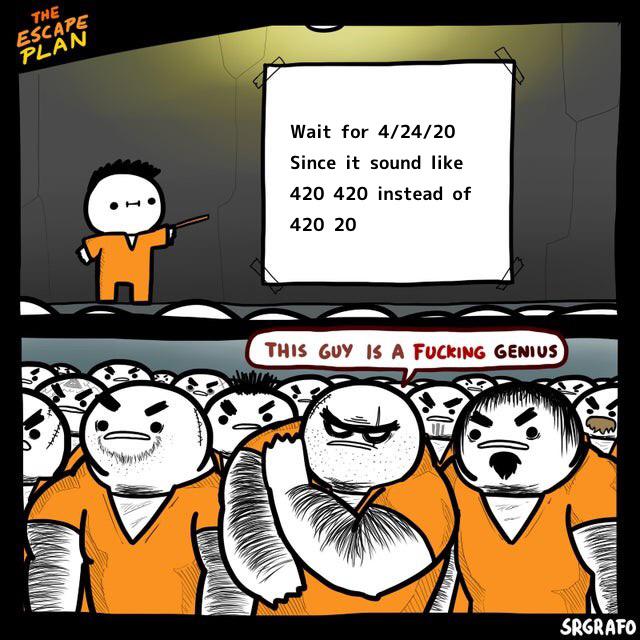 THE
ESCAPE
PLAN
Wait for 4/24/20
Since it sound like
420 420 instead of
420 20
THIS GUY IS A FUCKING GENIUS
SRGRAFO